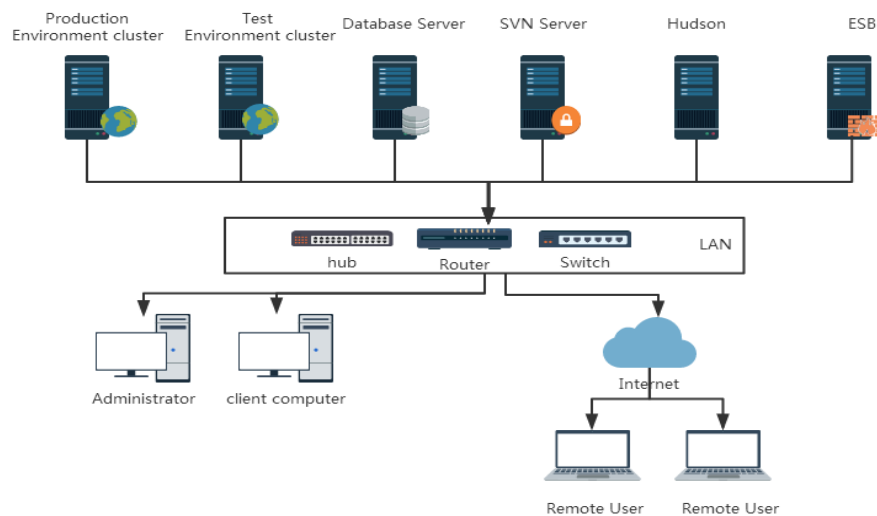 Production
Environment cluster
Test
Environment cluster
Database Server
SVN Server
Hudson
ESB
hub
Router
Switch
LAN
Administrator
client computer
Internet
Remote User
Remote User